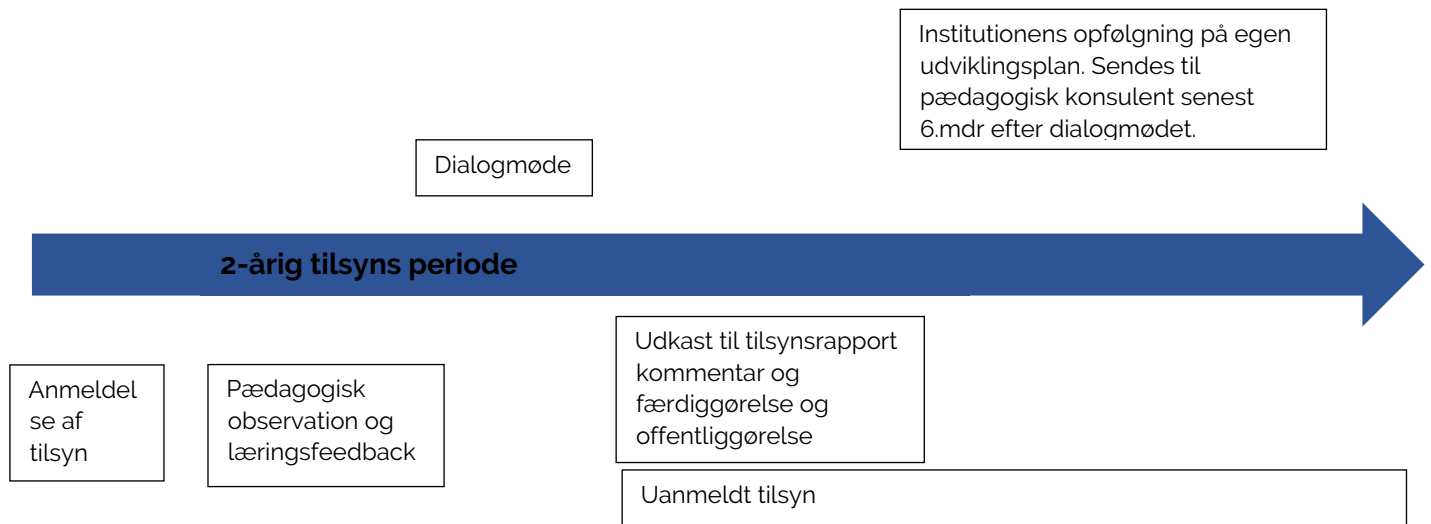 Institutionens opfølgning på egen
udviklingsplan. Sendes til
pædagogisk konsulent senest
6.mdr efter dialogmødet.
Dialogmøde
2-årig tilsyns periode
Anmeldel
se af
tilsyn
Pædagogisk
observation og
læringsfeedback
Udkast til tilsynsrapport
kommentar og
færdiggørelse og
offentliggørelse
Uanmeldt tilsyn